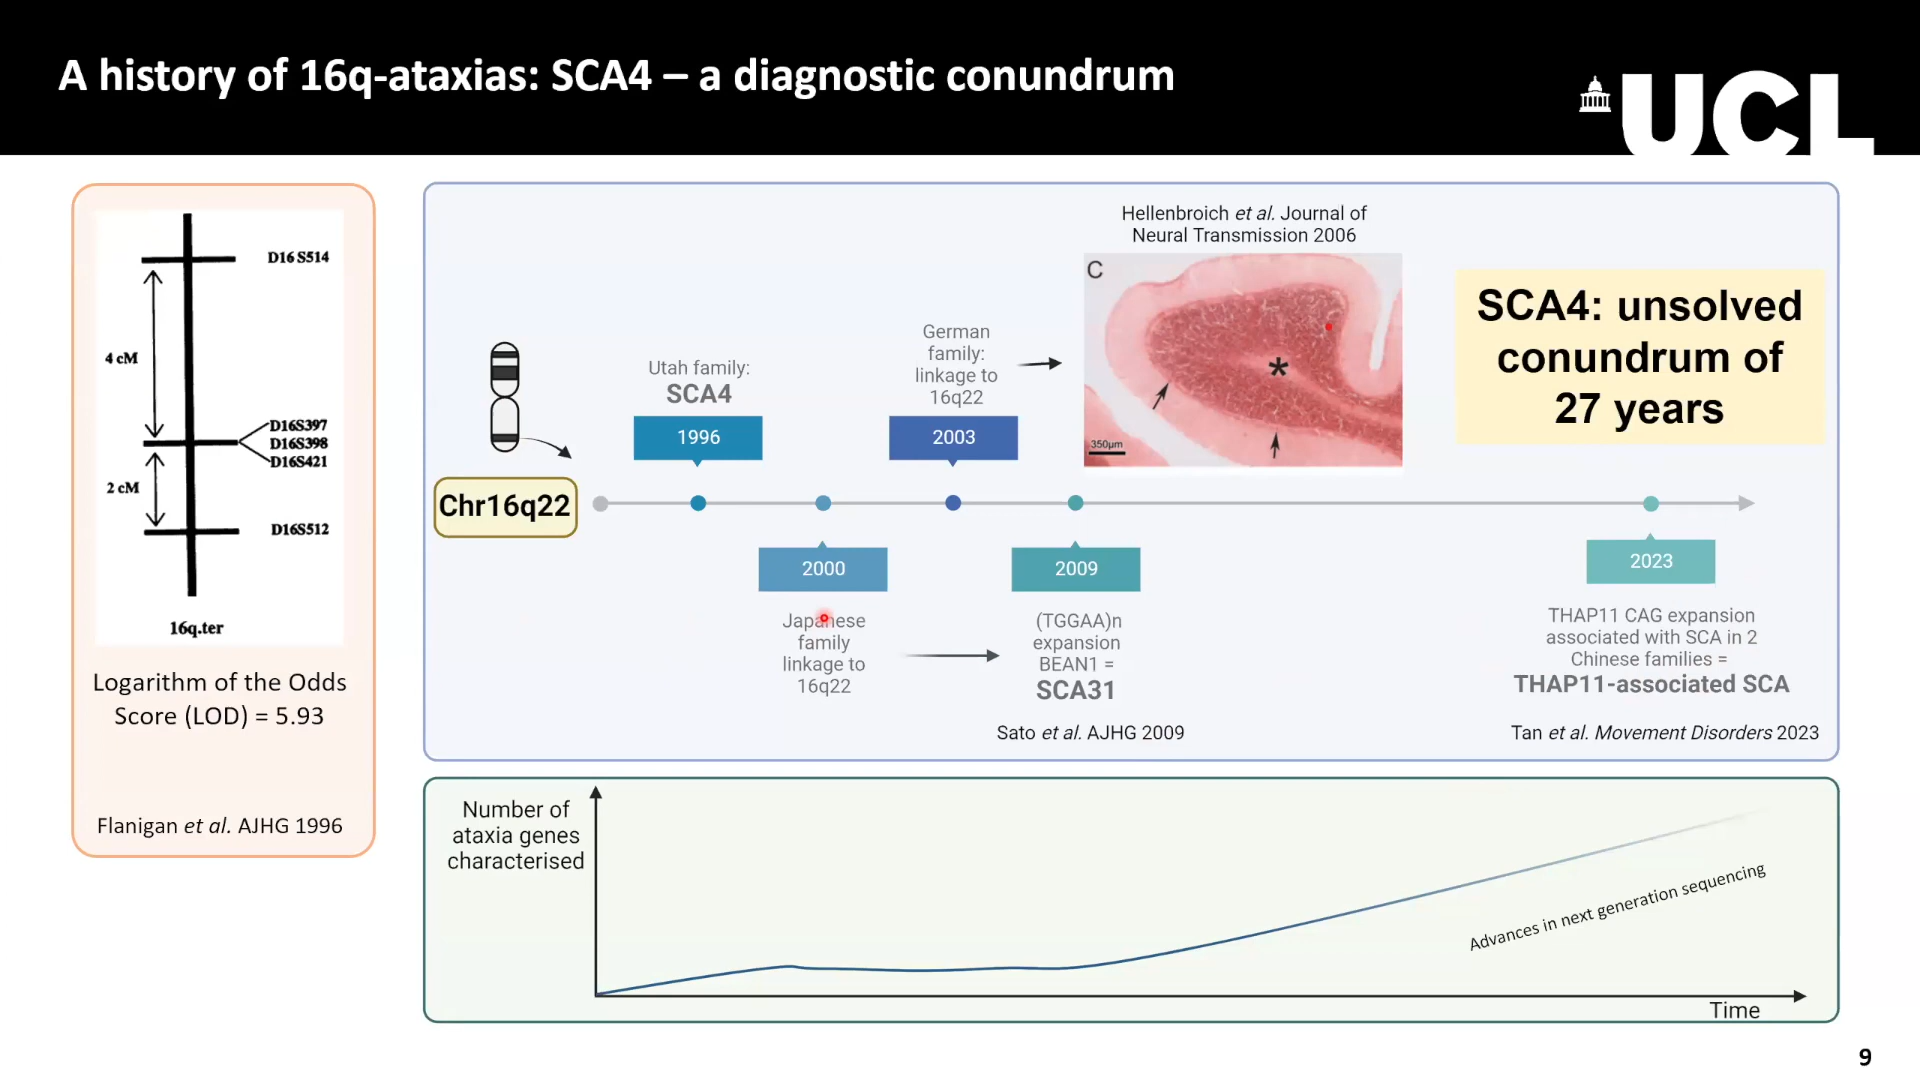 A history of 16q-ataxias: SCA4 – a diagnostic conundrum
UCL
D16 S514
4 cM
D16S397
D16S398
D16S421
2 cM
D16S512
16q.ter
Logarithm of the Odds
Score (LOD) = 5.93
Flanigan et al. AJHG 1996
Chr16q22
Utah family:
SCA4
1996
2000
Japanese
family
linkage to
16q22
German
family:
linkage to
16q22
2003
Hellenbroich et al. Journal of
Neural Transmission 2006
C
*
350µm
2009
(TGGAA)n
expansion
BEAN1 =
SCA31
Sato et al. AJHG 2009
SCA4: unsolved
conundrum of
27 years
2023
THAP11 CAG expansion
associated with SCA in 2
Chinese families =
THAP11-associated SCA
Tan et al. Movement Disorders 2023
Number of
ataxia genes
characterised
Advances in next generation sequencing
Time
9